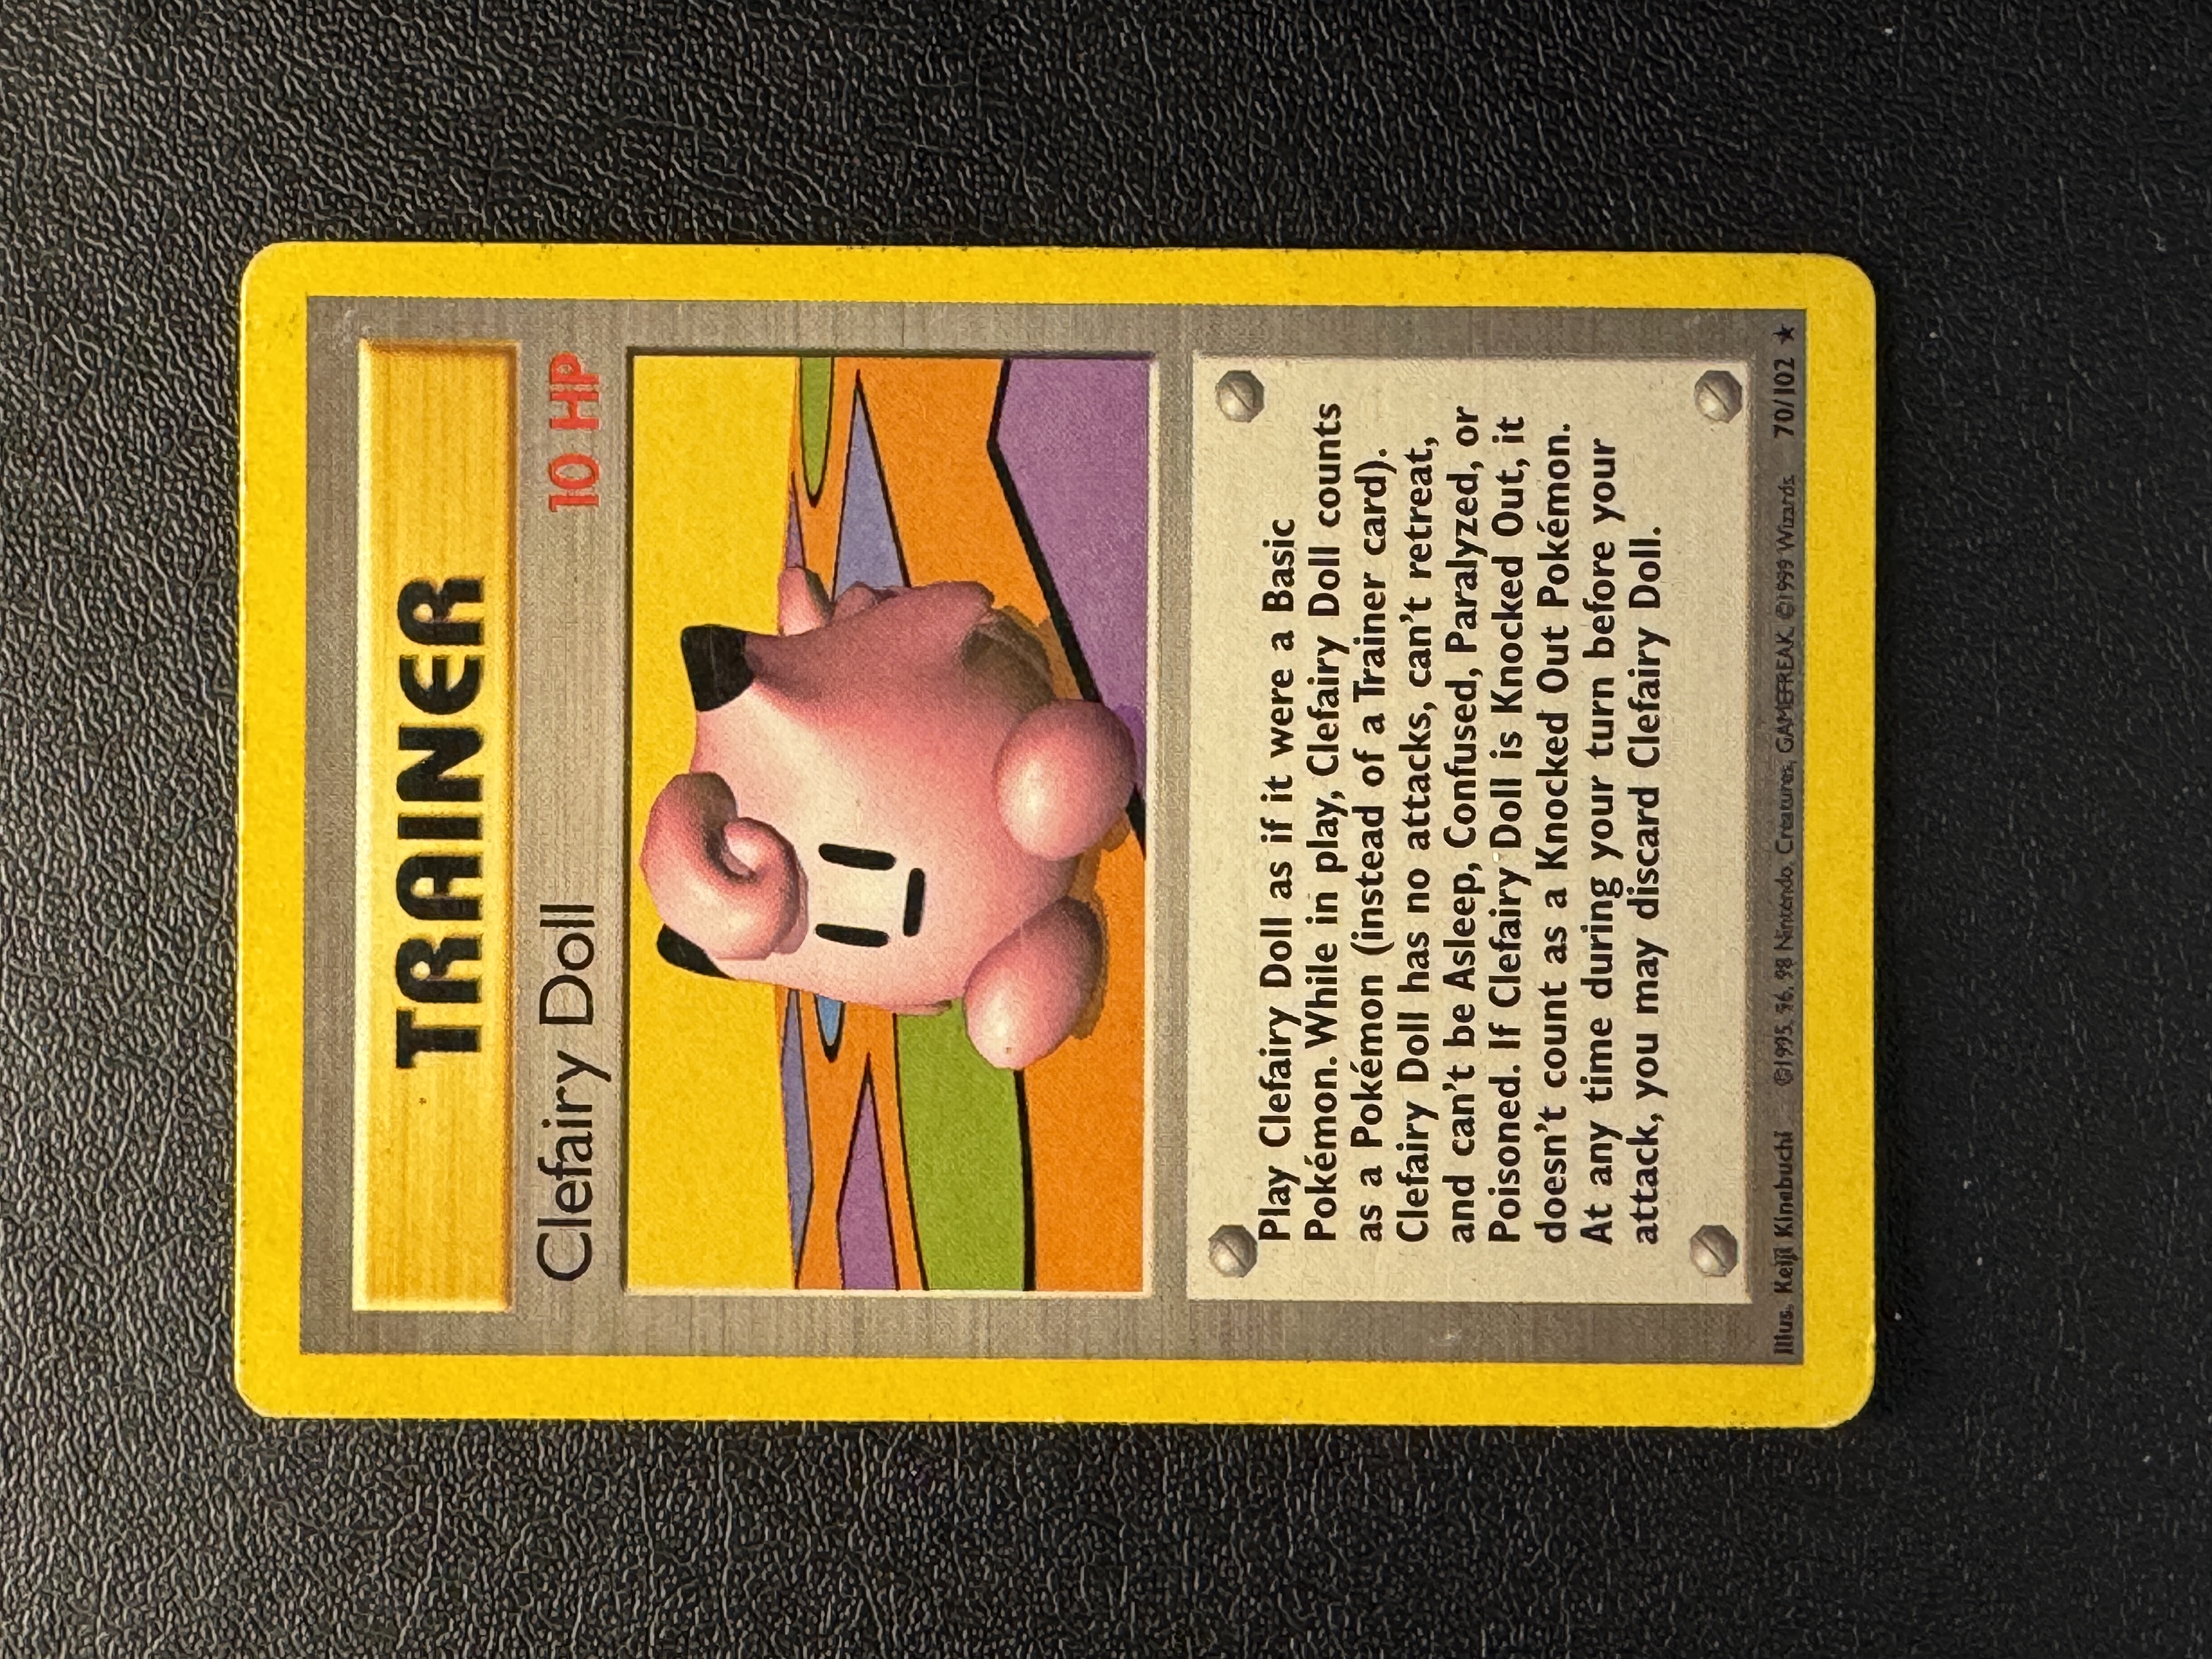 TRAINER
Clefairy Doll 10 HP
Play Clefairy Doll as if it were a Basic
Pokémon. While in play, Clefairy Doll counts
as a Pokémon (instead of a Trainer card).
Clefairy Doll has no attacks, can't retreat,
and can't be Asleep, Confused, Paralyzed, or
Poisoned. If Clefairy Doll is Knocked Out, it
doesn't count as a Knocked Out Pokémon.
At any time during your turn before your
attack, you may discard Clefairy Doll.
Illus. Keiji Kinebuchi ©1995, 96, 98 Nintendo, Creatures, GAMEFREAK. ©1999 Wizards. 70/102 ★